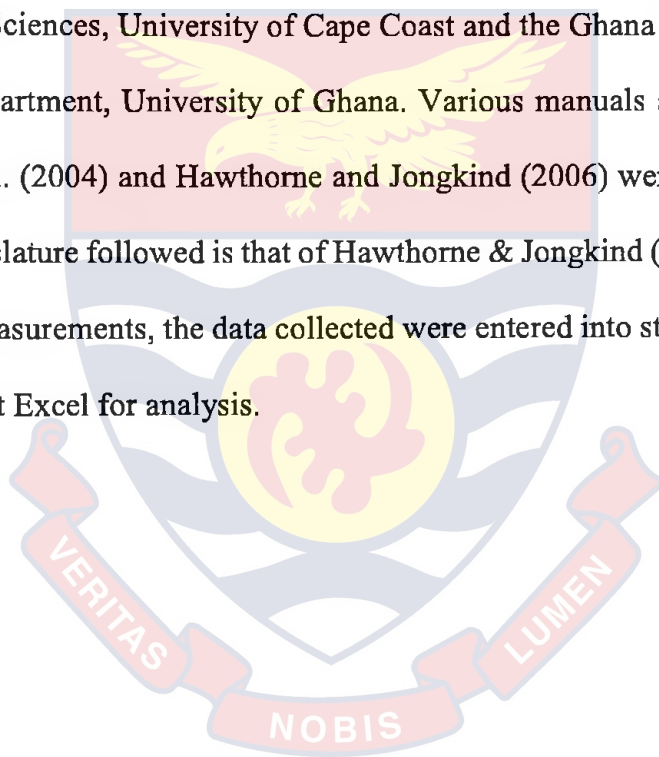 Sciences, University of Cape Coast and the Ghana
artment, University of Ghana. Various manuals
. (2004) and Hawthorne and Jongkind (2006) wer
lature followed is that of Hawthorne & Jongkind (
asurements, the data collected were entered into st
t Excel for analysis.
VERITAS
NOBIS
LUMEN